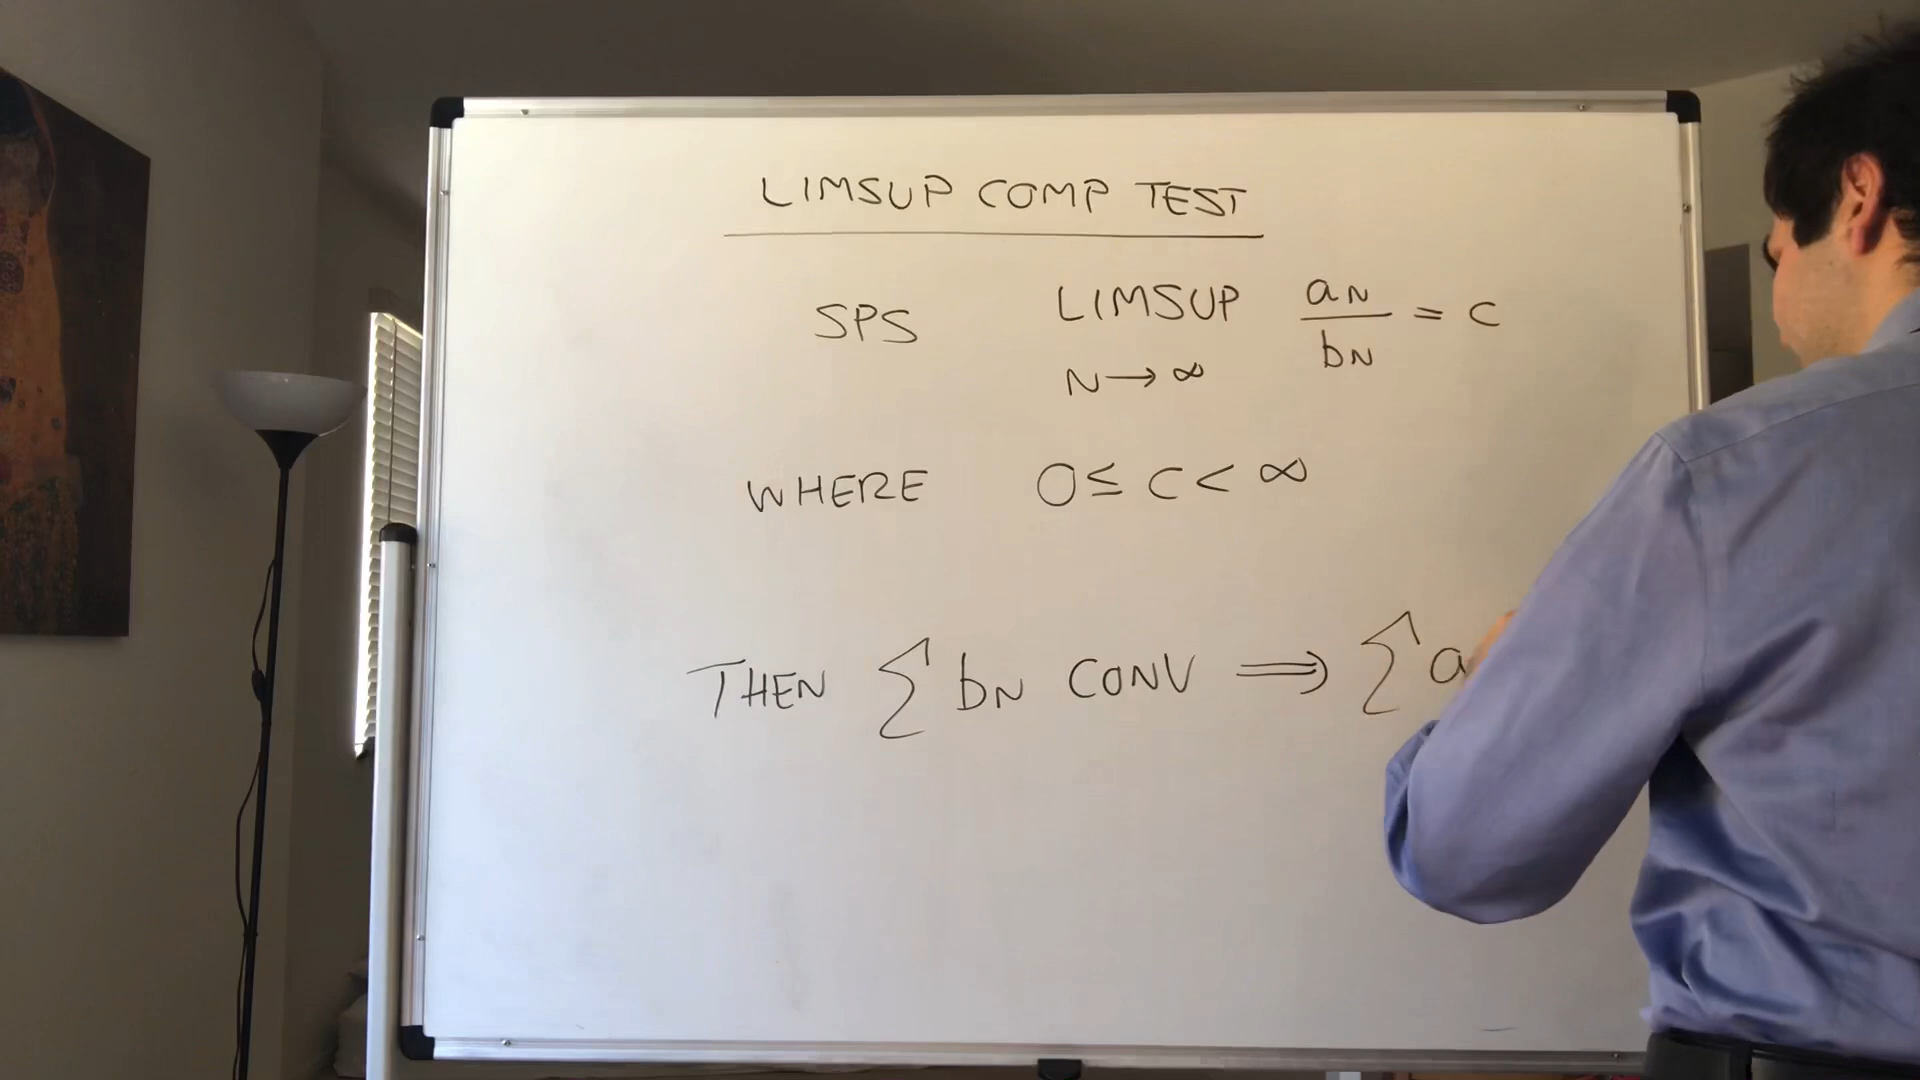 LIMSUP COMP TEST
SPS LIMSUP aN/bN = C
N→∞
WHERE 0≤ C < ∞
THEN ∑ bN CONV ⟹ ∑ a